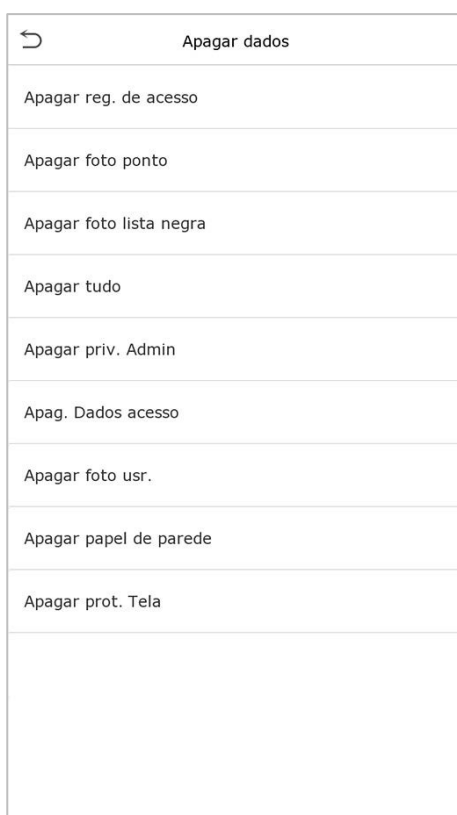 Apagar dados
Apagar reg. de acesso
Apagar foto ponto
Apagar foto lista negra
Apagar tudo
Apagar priv. Admin
Apag. Dados acesso
Apagar foto usr.
Apagar papel de parede
Apagar prot. Tela